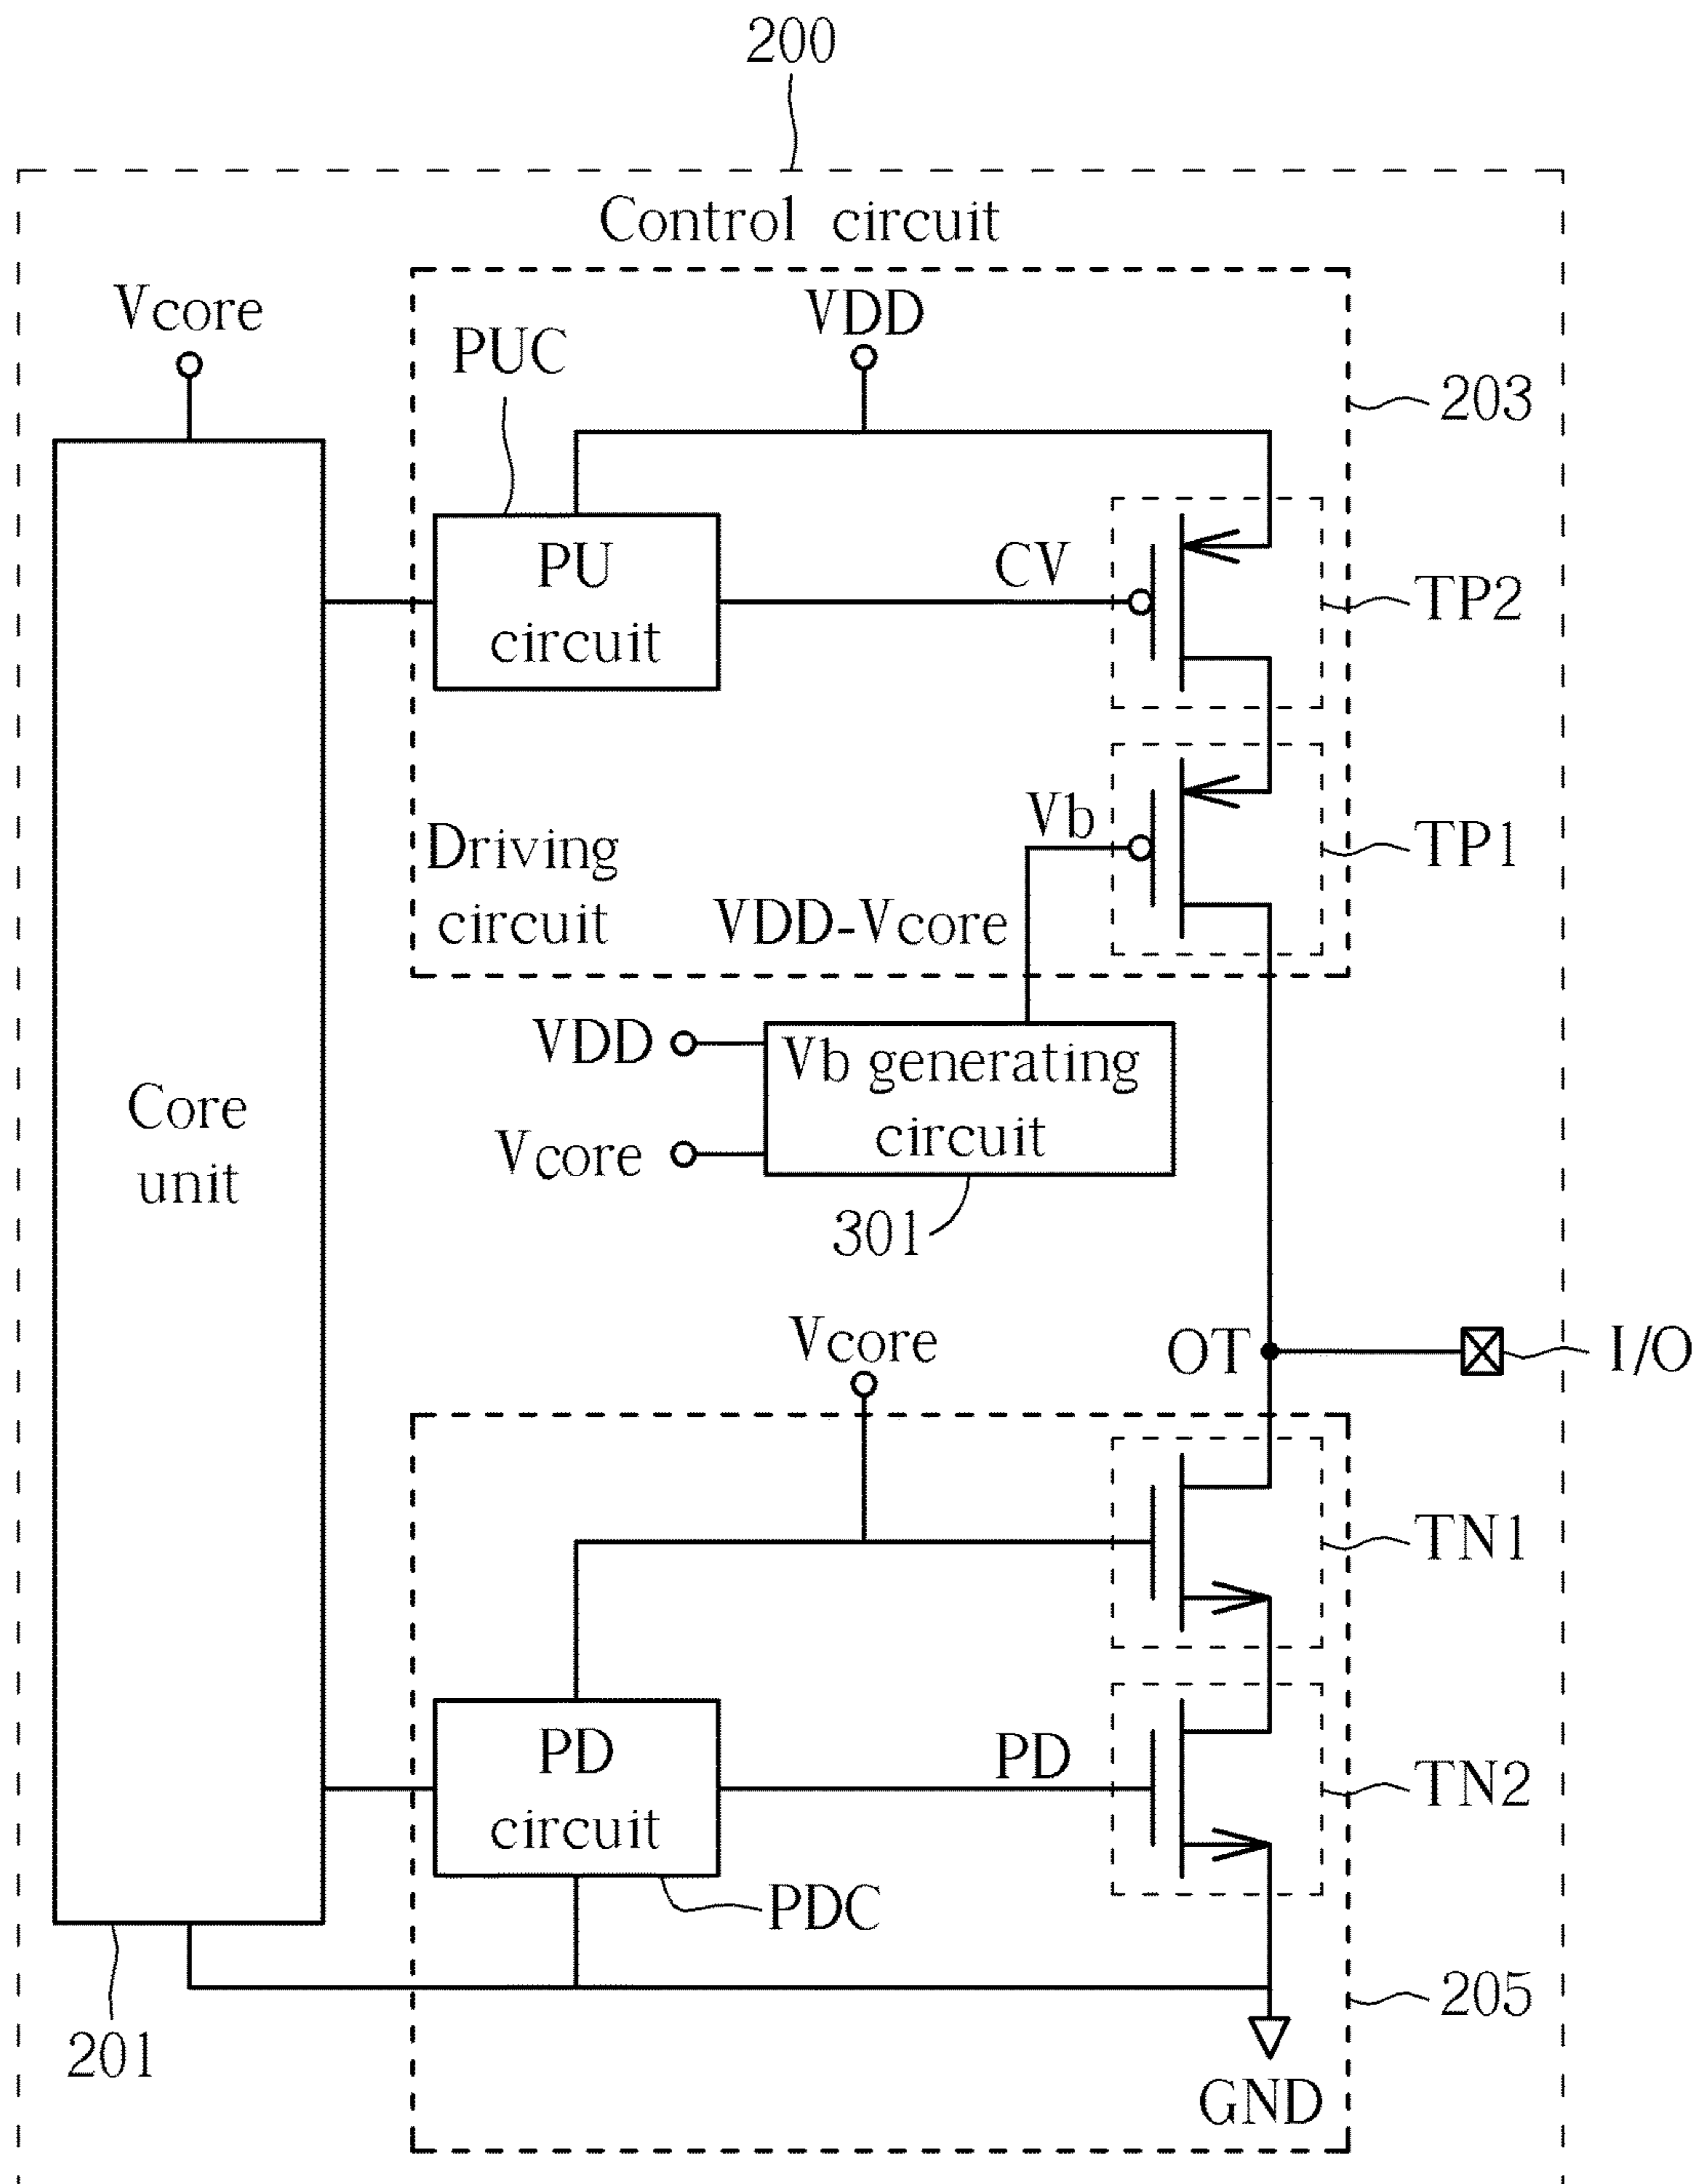 200
Control circuit
Vcore
VDD
PUC
203
PU
circuit
CV
TP2
Vb
TP1
Driving
circuit
VDD-Vcore
VDD
Vb generating
circuit
Vcore
301
Core
unit
Vcore
OT
I/O
TN1
PD
circuit
PD
TN2
PDC
205
201
GND